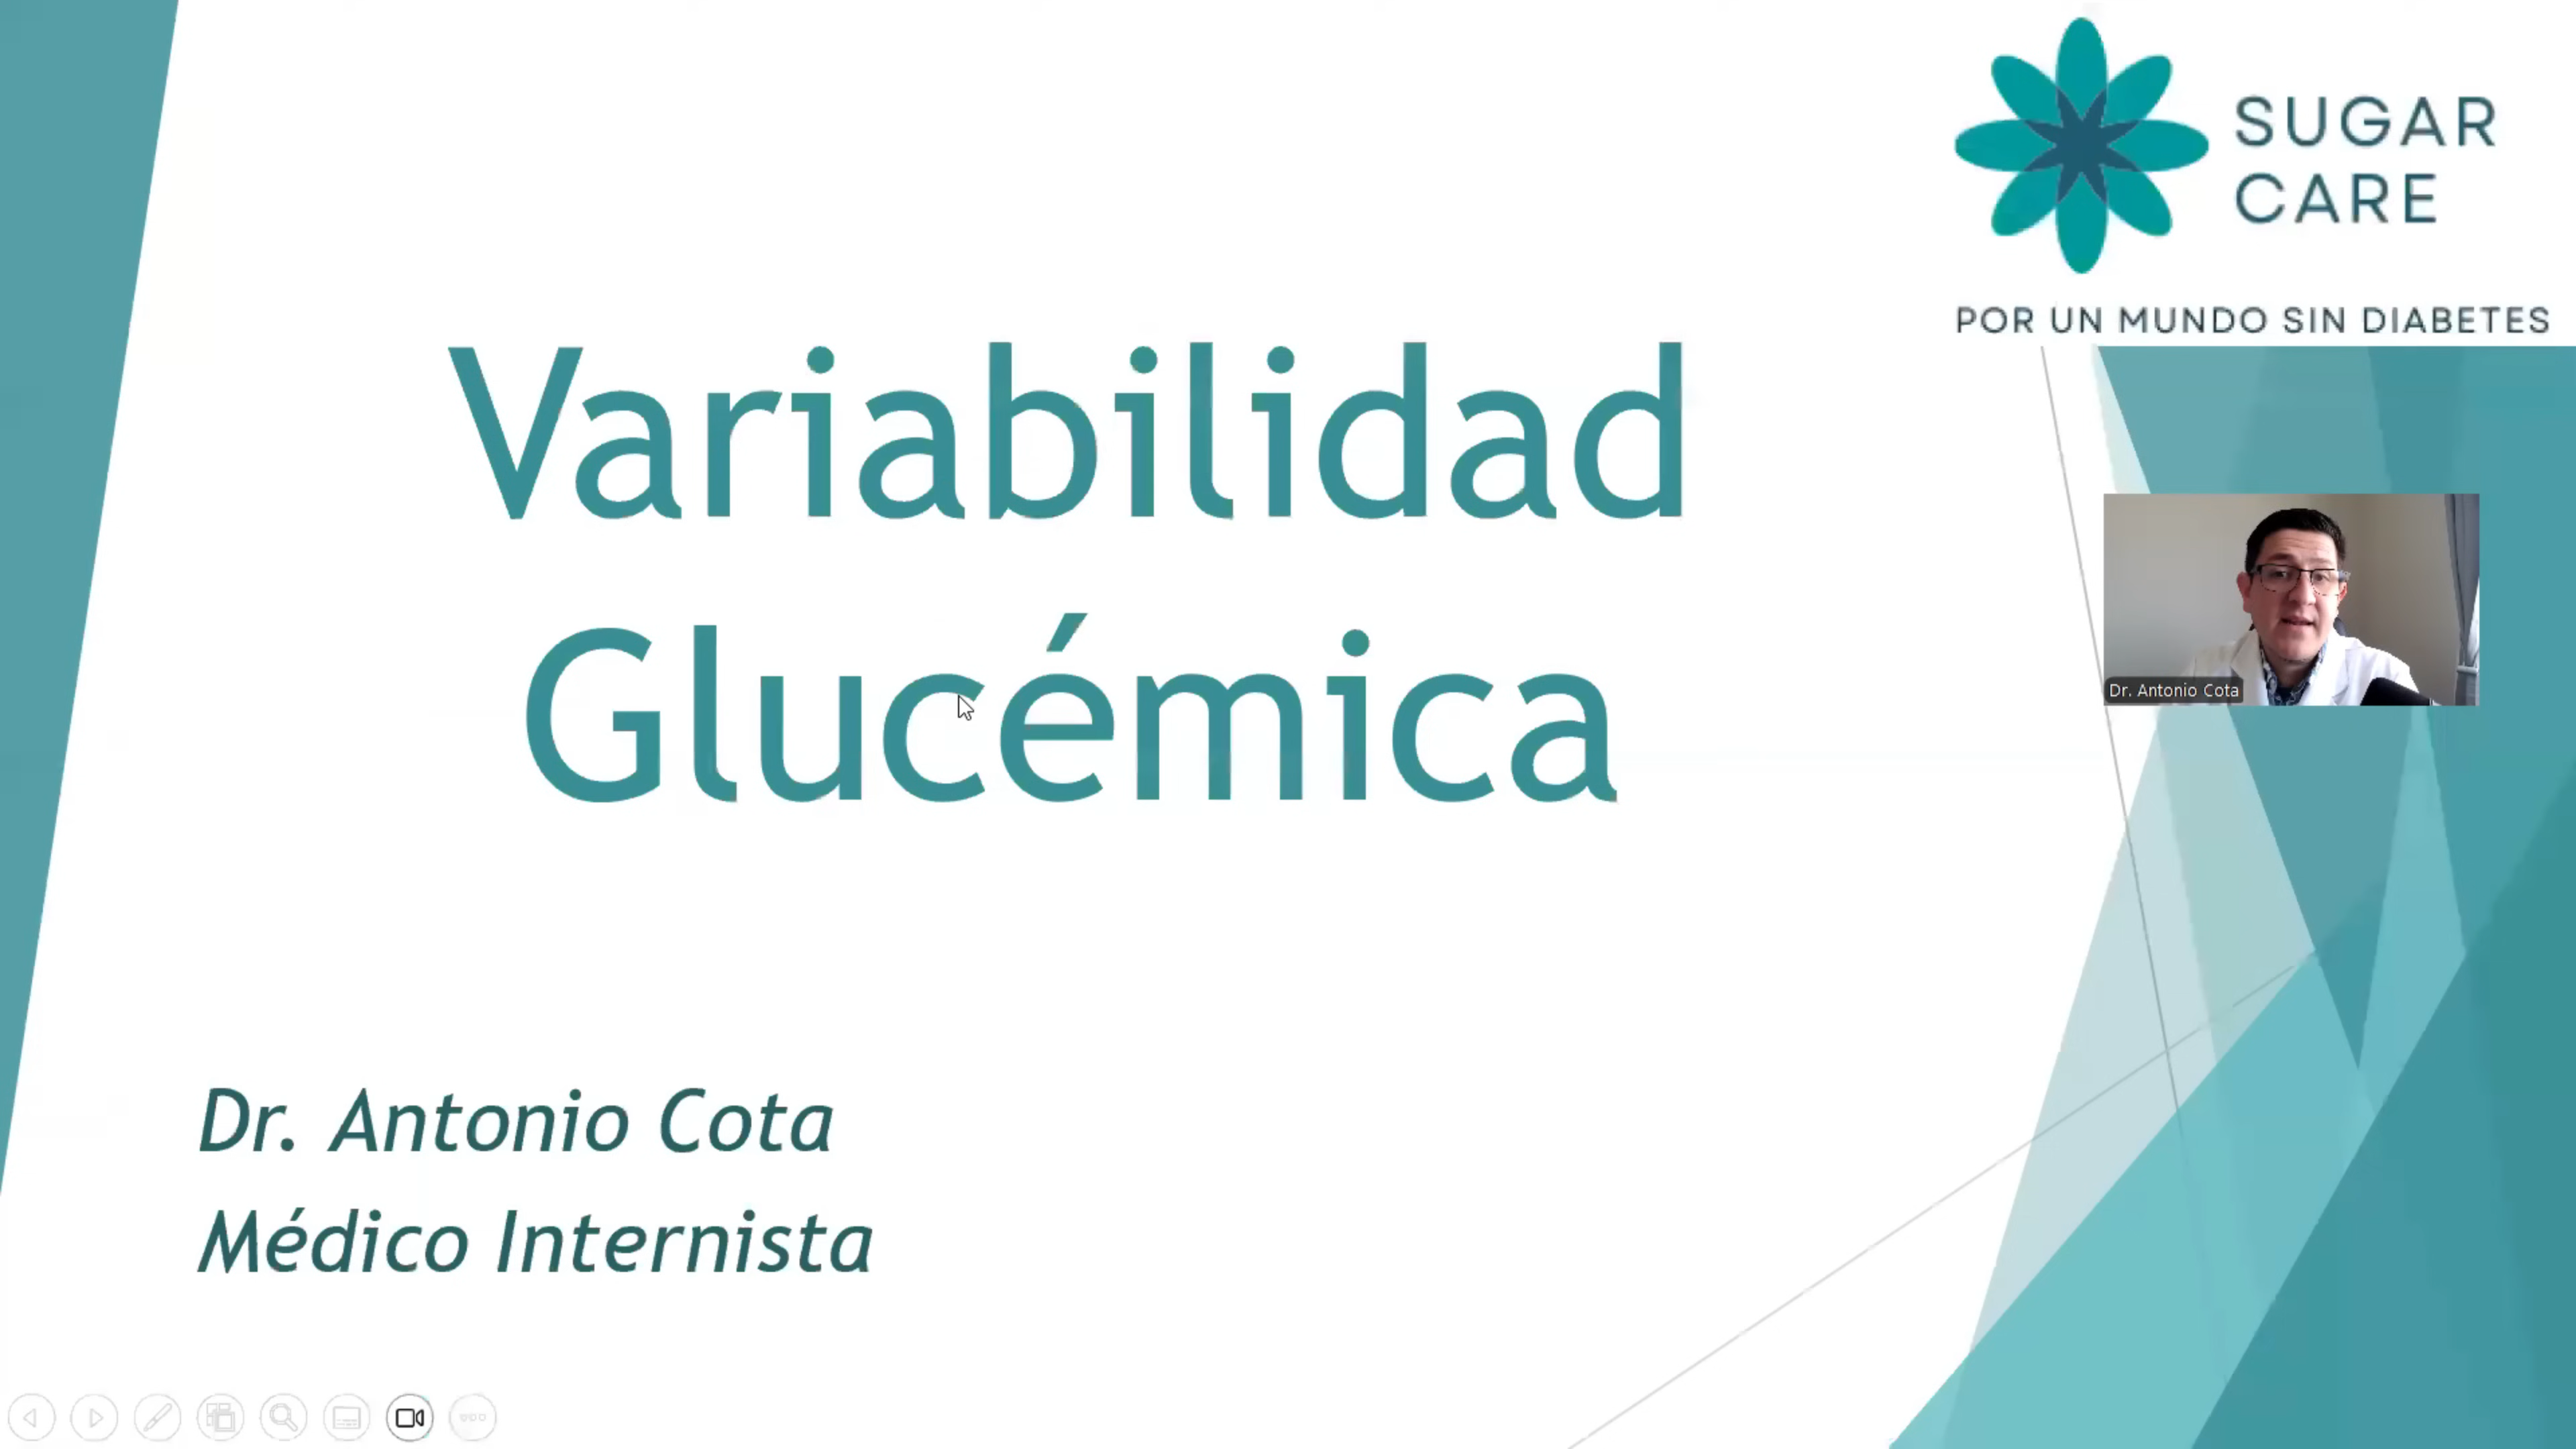 SUGAR
CARE
POR UN MUNDO SIN DIABETES
Variabilidad
Glucémica
Dr. Antonio Cota
Dr. Antonio Cota
Médico Internista